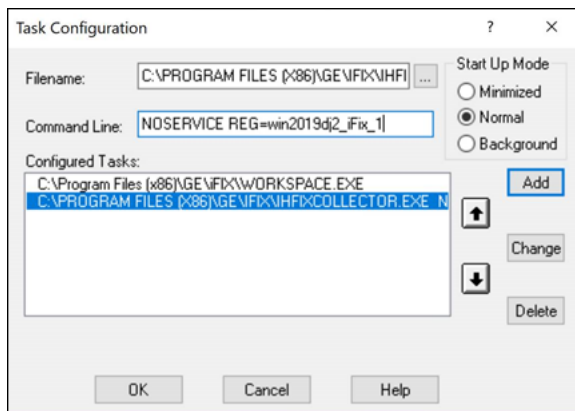 Task Configuration ? ×
Filename: C:\PROGRAM FILES (X86)\GE\IFIX\IHFI ...
Start Up Mode
Minimized
Normal
Background
Command Line: NOSERVICE REG=win2019dj2_iFix_1
Configured Tasks:
C:\Program Files (x86)\GE\iFIX\WORKSPACE.EXE
C:\PROGRAM FILES (X86)\GE\IFIX\IHFIXCOLLECTOR.EXE N
Add
Change
Delete
OK Cancel Help